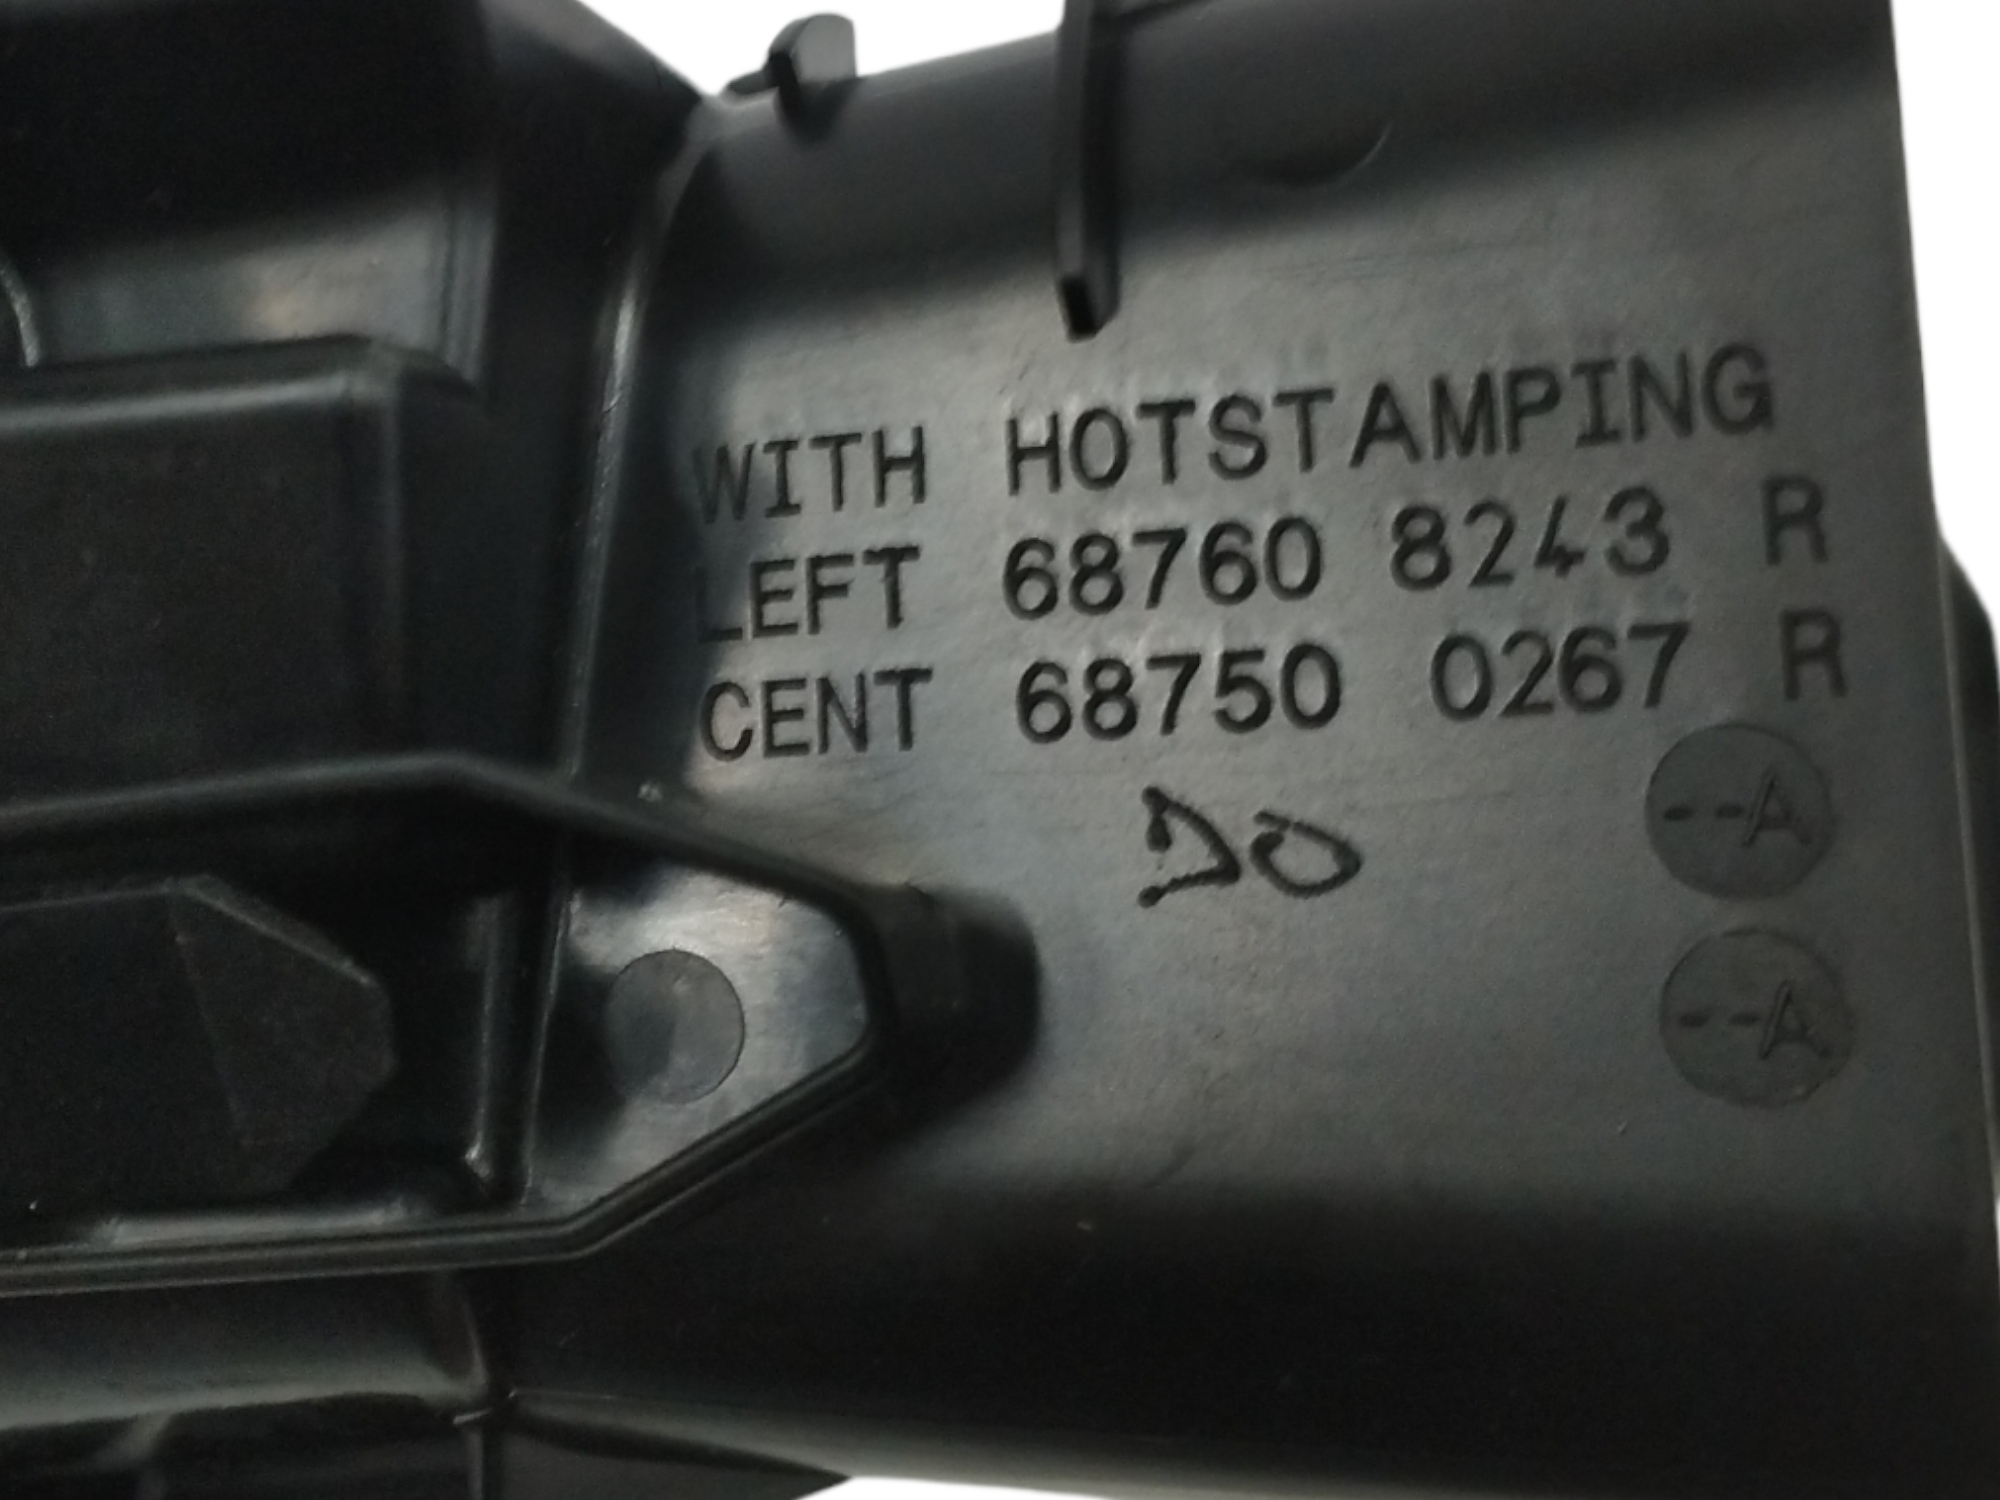 WITH HOTSTAMPING
LEFT 68760 8243 R
CENT 68750 0267 R
DO
--A
--A